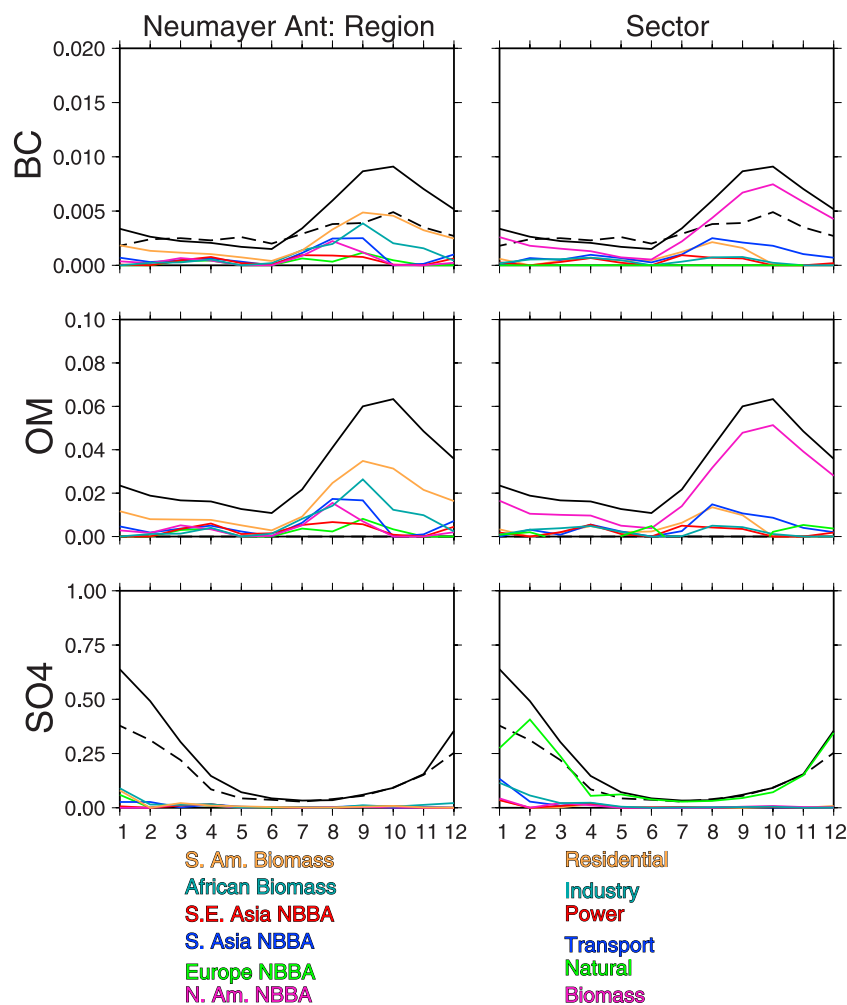 Neumayer Ant: Region
Sector
BC
0.020
0.015
0.010
0.005
0.000
OM
0.10
0.08
0.06
0.04
0.02
0.00
SO4
1.00
0.75
0.50
0.25
0.00
1 2 3 4 5 6 7 8 9 10 11 12
1 2 3 4 5 6 7 8 9 10 11 12
S. Am. Biomass
African Biomass
S.E. Asia NBBA
S. Asia NBBA
Europe NBBA
N. Am. NBBA
Residential
Industry
Power
Transport
Natural
Biomass